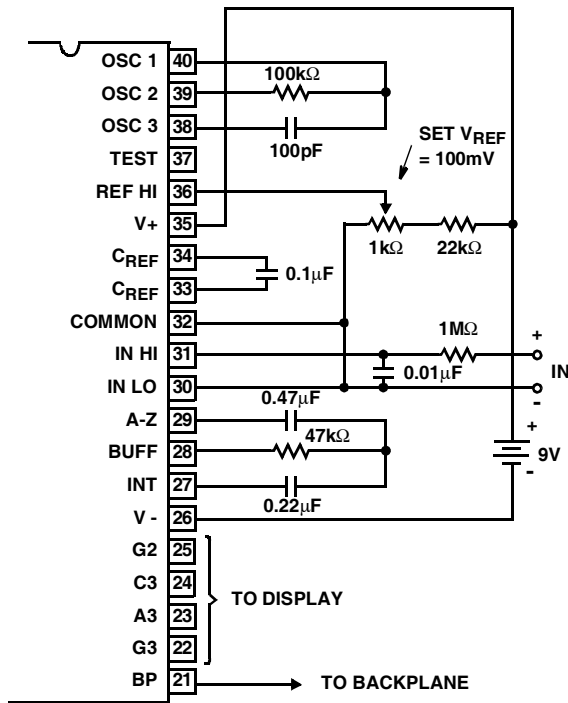 OSC 1 40
OSC 2 39
OSC 3 38
TEST 37
REF HI 36
V+ 35
CREF 34
CREF 33
COMMON 32
IN HI 31
IN LO 30
A-Z 29
BUFF 28
INT 27
V - 26
G2 25
C3 24
A3 23
G3 22
BP 21
100kΩ
100pF
SET VREF
= 100mV
1kΩ
22kΩ
0.1μF
1MΩ
+
IN
-
0.01μF
0.47μF
47kΩ
0.22μF
+
9V
-
TO DISPLAY
TO BACKPLANE